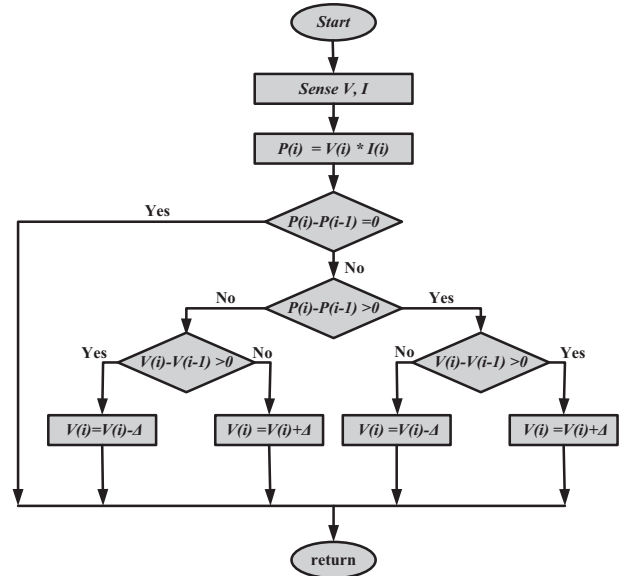 Start
Sense V, I
P(i) = V(i) * I(i)
Yes
P(i)-P(i-1) =0
No
No
P(i)-P(i-1) >0
Yes
Yes
V(i)-V(i-1) >0
No
No
V(i)-V(i-1) >0
Yes
V(i)=V(i)-Δ
V(i) =V(i)+Δ
V(i) =V(i)-Δ
V(i) =V(i)+Δ
return